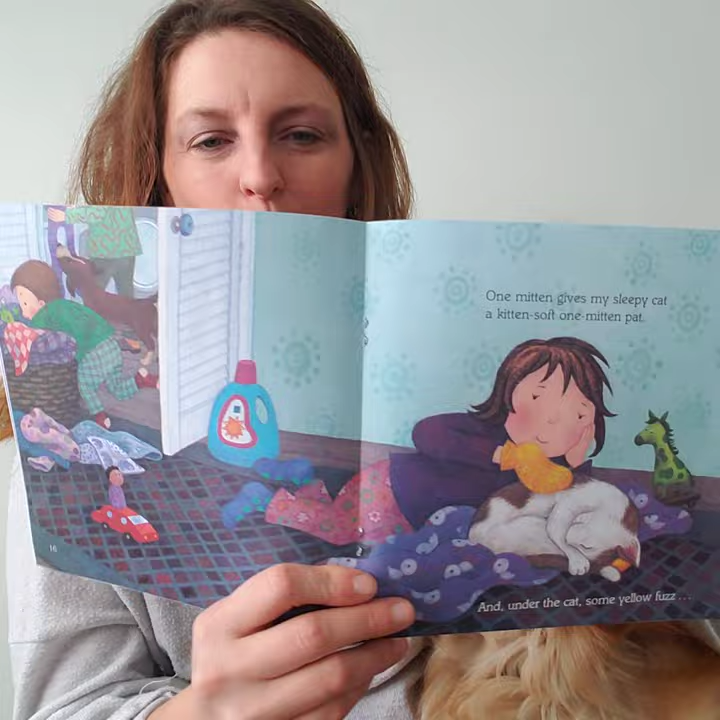 One mitten gives my sleepy cat
a kitten-soft one-mitten pat.
16
And, under the cat, some yellow fuzz . . .